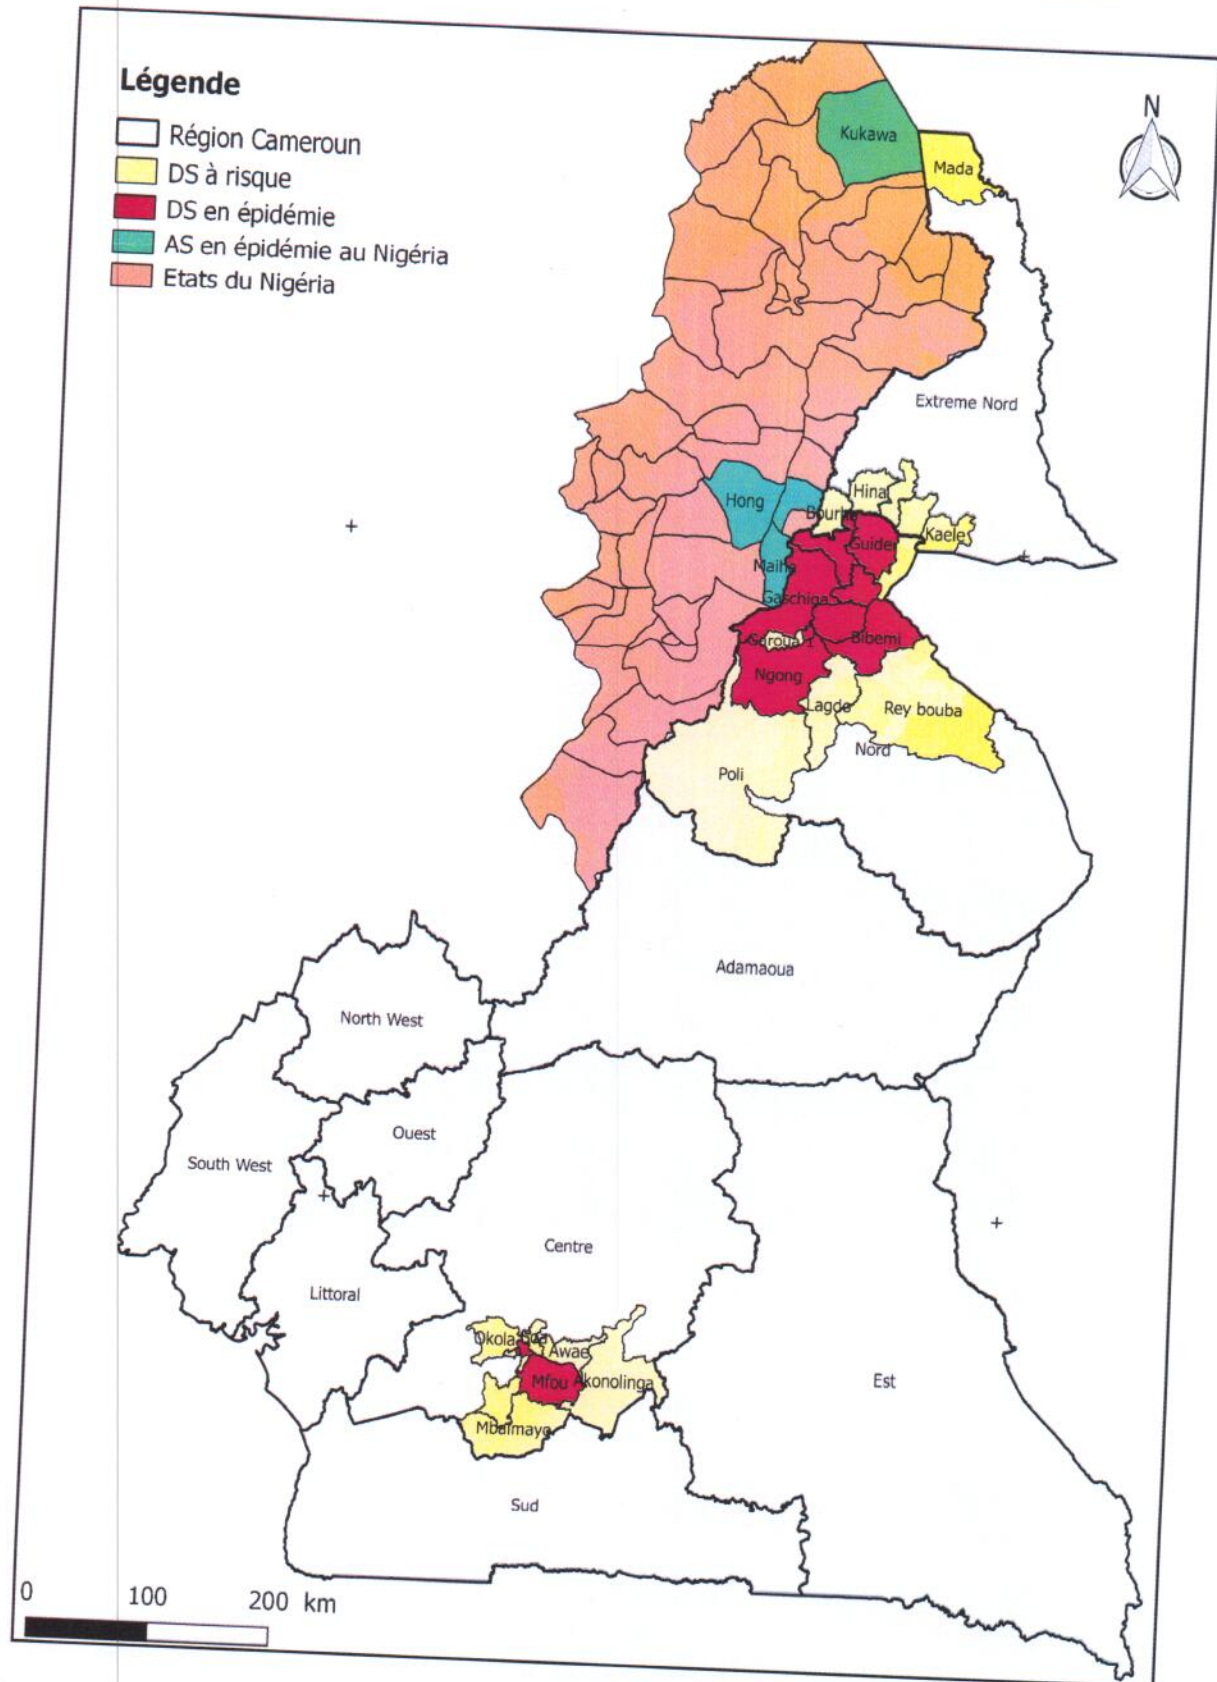 Légende
Région Cameroun
DS à risque
DS en épidémie
AS en épidémie au Nigéria
Etats du Nigéria
N
Kukawa
Mada
Extreme Nord
Hina
Hong
Kaele
Guider
Maiha
Gaschiga
Bibemi
Ngong
Lagdo
Rey bouba
Nord
Poli
Adamaoua
North West
Ouest
South West
Centre
Littoral
Okola
Awae
Mfou
Akonolinga
Est
Mbalmayo
Sud
0 100 200 km